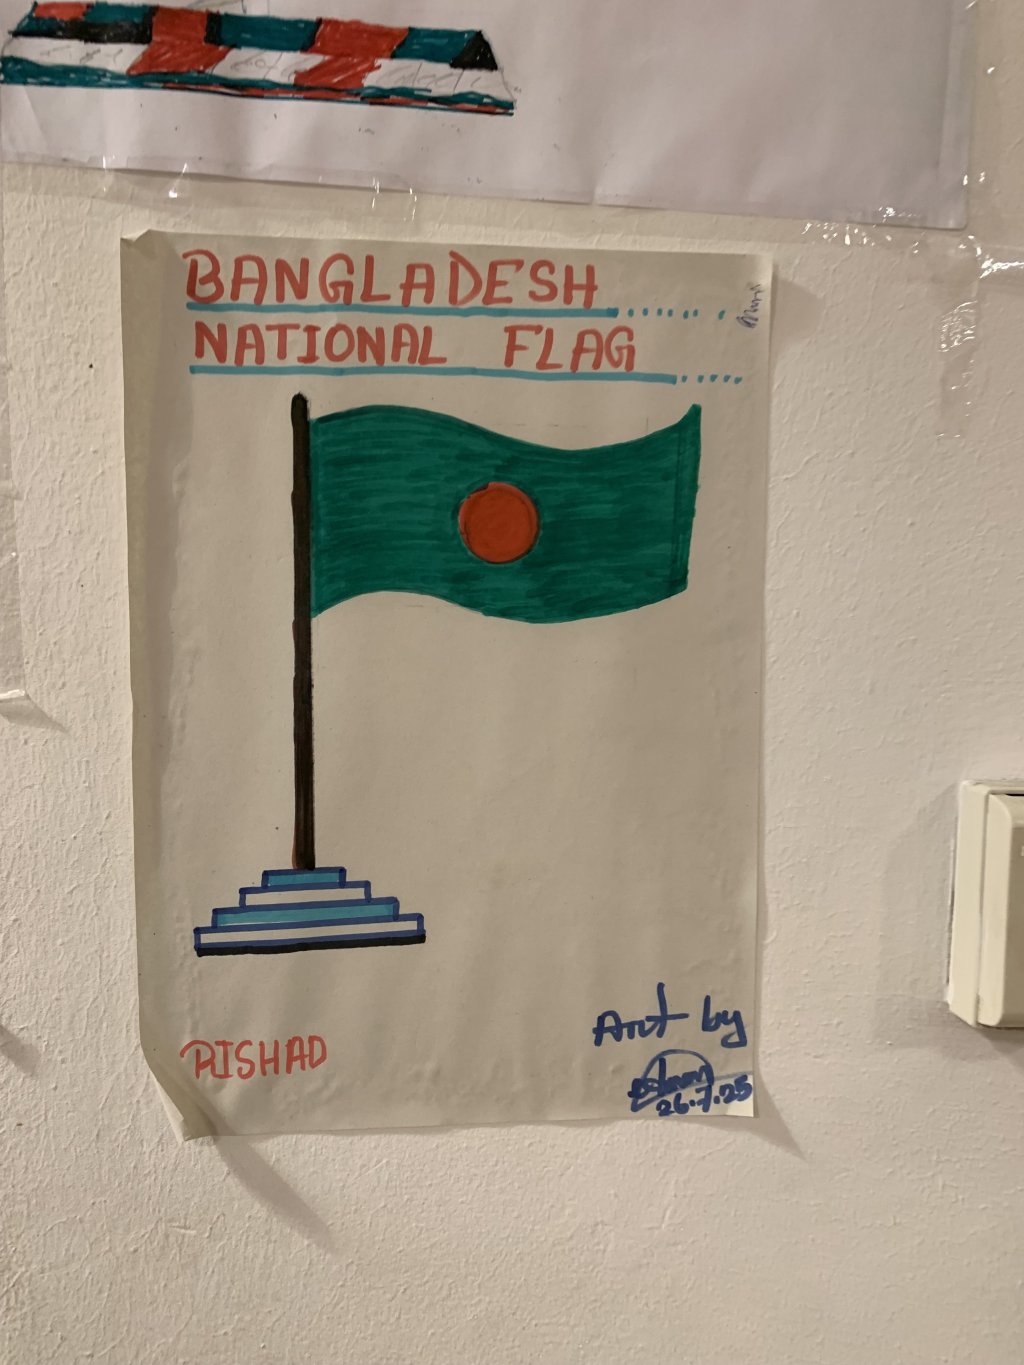 BANGLADESH
NATIONAL FLAG
RISHAD
Art by
26.7.25